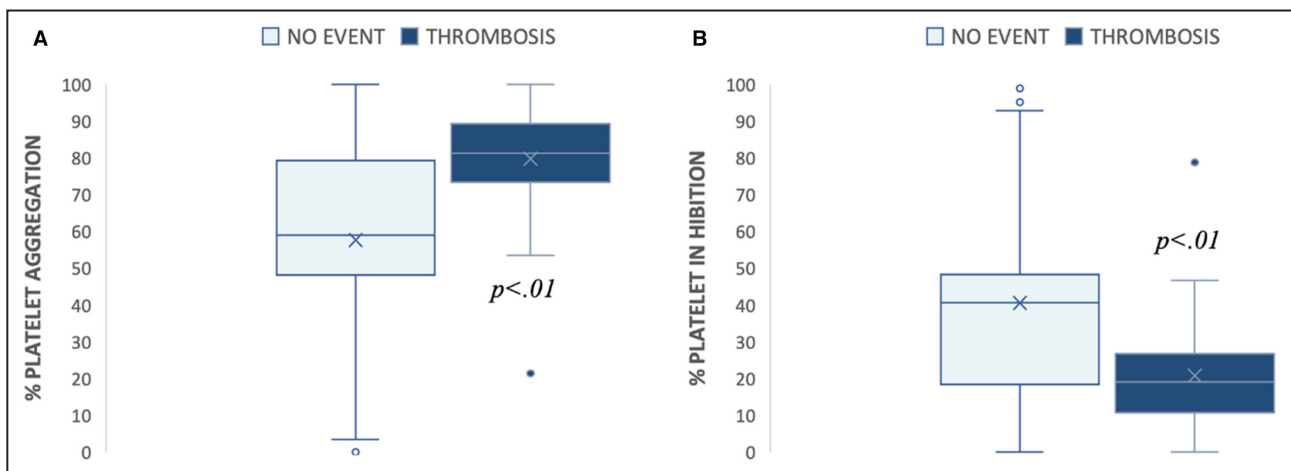 A
NO EVENT THROMBOSIS
% PLATELET AGGREGATION
100
90
80
70
60
50
40
30
20
10
0
p<.01
B
NO EVENT THROMBOSIS
% PLATELET IN HIBITION
100
90
80
70
60
50
40
30
20
10
0
p<.01